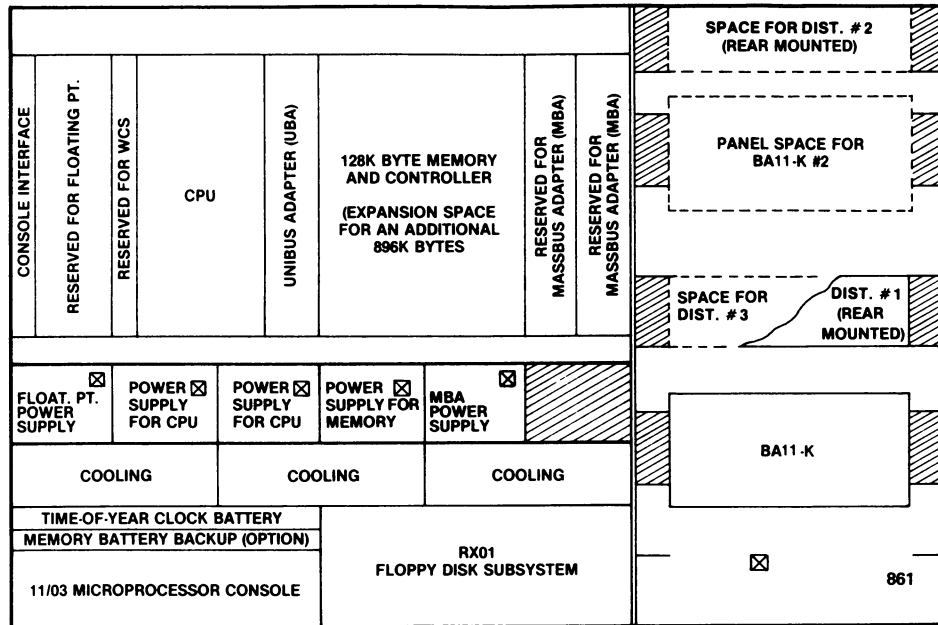 CONSOLE INTERFACE
RESERVED FOR FLOATING PT.
RESERVED FOR WCS
CPU
UNIBUS ADAPTER (UBA)
128K BYTE MEMORY
AND CONTROLLER
(EXPANSION SPACE
FOR AN ADDITIONAL
896K BYTES
RESERVED FOR
MASSBUS ADAPTER (MBA)
RESERVED FOR
MASSBUS ADAPTER (MBA)
FLOAT. PT.
POWER
SUPPLY
POWER
SUPPLY
FOR CPU
POWER
SUPPLY
FOR CPU
POWER
SUPPLY FOR
MEMORY
MBA
POWER
SUPPLY
COOLING
COOLING
COOLING
TIME-OF-YEAR CLOCK BATTERY
MEMORY BATTERY BACKUP (OPTION)
11/03 MICROPROCESSOR CONSOLE
RX01
FLOPPY DISK SUBSYSTEM
SPACE FOR DIST. #2
(REAR MOUNTED)
PANEL SPACE FOR
BA11-K #2
SPACE FOR
DIST. #3
DIST. #1
(REAR
MOUNTED)
BA11-K
861